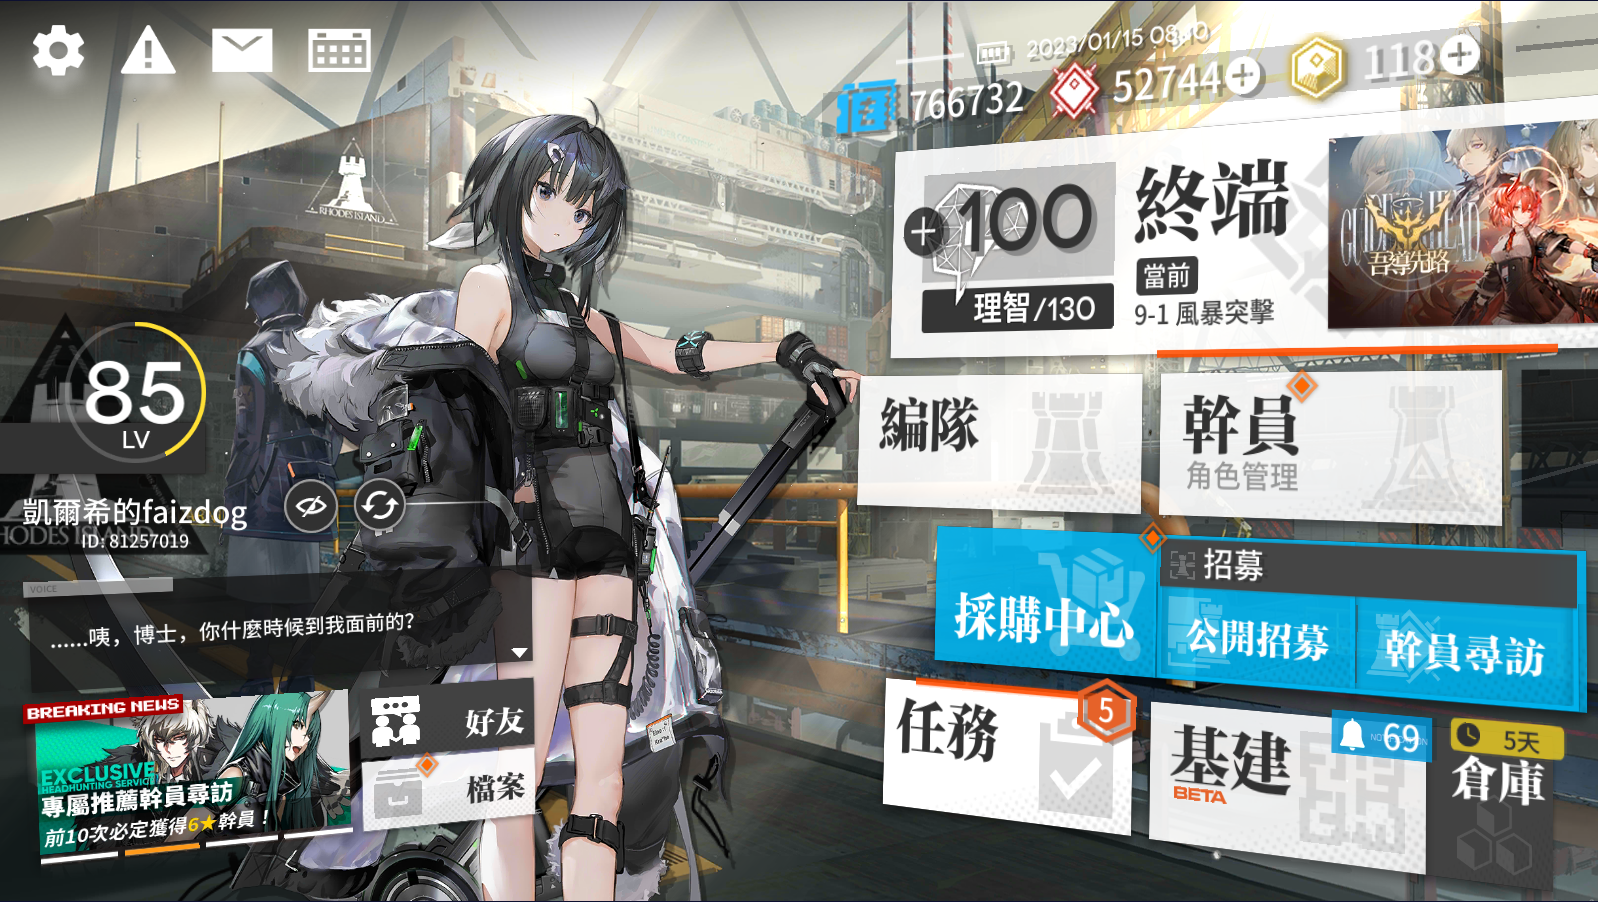 2023/01/15 08:40
766732
52744
118
RHODES ISLAND
100
理智/130
終端
當前
9-1 風暴突擊
GUIDE AHEAD
吾導先路
85
LV
凱爾希的faizdog
ID: 81257019
編隊
幹員
角色管理
VOICE
......咦，博士，你什麼時候到我面前的？
採購中心
招募
公開招募
幹員尋訪
BREAKING NEWS
EXCLUSIVE
HEADHUNTING SERVICE
專屬推薦幹員尋訪
前10次必定獲得6★幹員！
好友
檔案
任務
5
基建
BETA
69
5天
倉庫